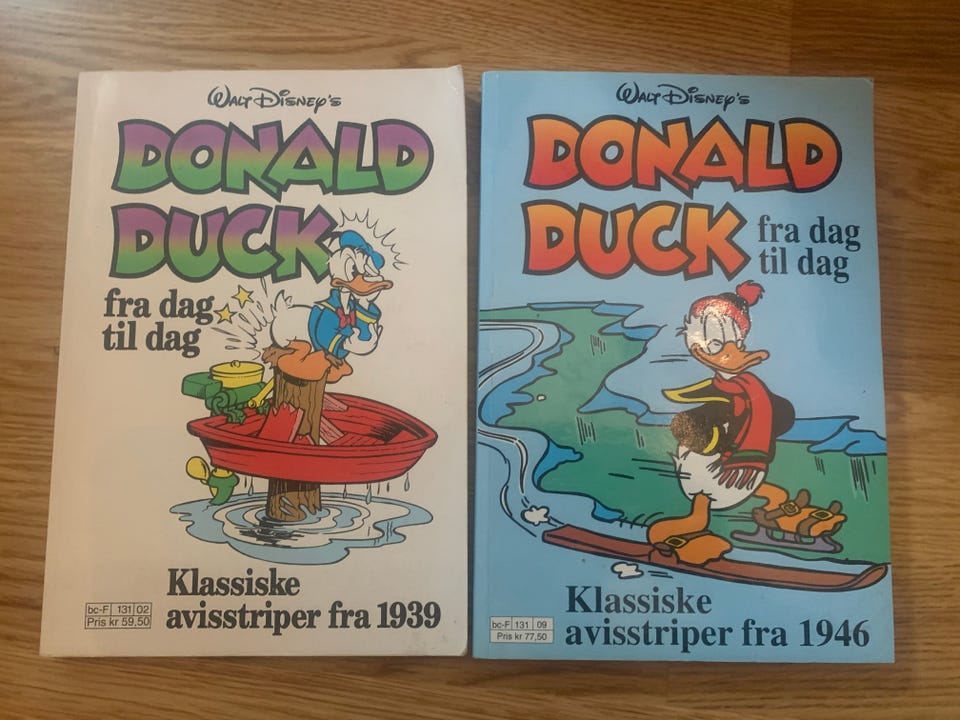 WALT DISNEY'S
DONALD
DUCK
fra dag
til dag
Klassiske
avisstriper fra 1939
bc-F 131 02
Pris kr 59,50
WALT DISNEY'S
DONALD
DUCK
fra dag
til dag
Klassiske
avisstriper fra 1946
bc-F 131 09
Pris kr 77,50